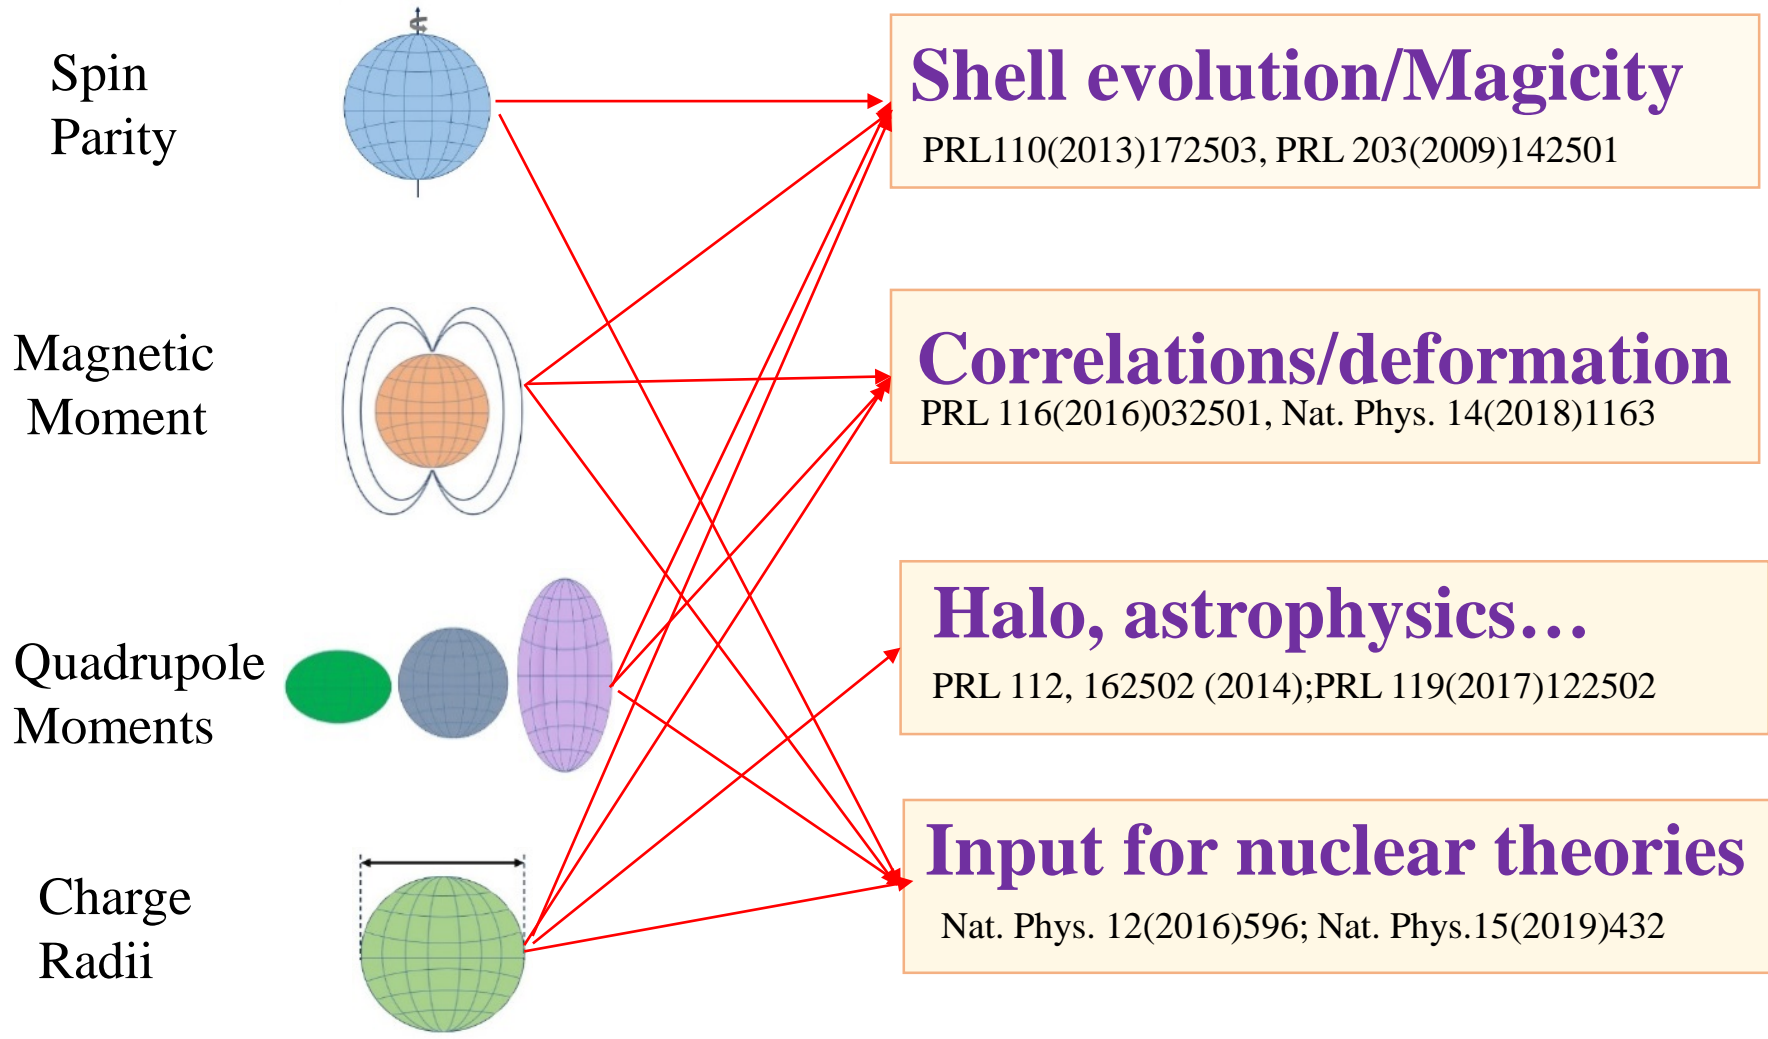 Spin
Parity
Shell evolution/Magicity
PRL110(2013)172503, PRL 203(2009)142501
Magnetic
Moment
Correlations/deformation
PRL 116(2016)032501, Nat. Phys. 14(2018)1163
Quadrupole
Moments
Halo, astrophysics…
PRL 112, 162502 (2014);PRL 119(2017)122502
Charge
Radii
Input for nuclear theories
Nat. Phys. 12(2016)596; Nat. Phys.15(2019)432